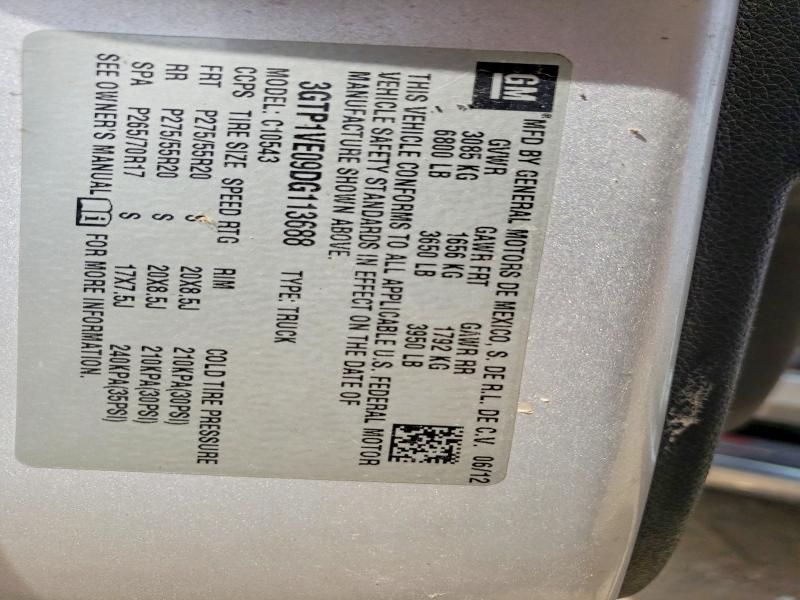 GM® MFD BY GENERAL MOTORS DE MEXICO, S. DE R.L. DE C.V. 06/12
GVWR GAWR FRT GAWR RR
3085 KG 1656 KG 1792 KG
6800 LB 3650 LB 3950 LB
THIS VEHICLE CONFORMS TO ALL APPLICABLE U.S. FEDERAL MOTOR
VEHICLE SAFETY STANDARDS IN EFFECT ON THE DATE OF
MANUFACTURE SHOWN ABOVE.
3GTP1VE09DG113688 TYPE: TRUCK
MODEL: C10543
CCPS TIRE SIZE SPEED RTG RIM COLD TIRE PRESSURE
FRT P275/55R20 S 20X8.5J 210KPA(30PSI)
RR P275/55R20 S 20X8.5J 210KPA(30PSI)
SPA P265/70R17 S 17X7.5J 240KPA(35PSI)
SEE OWNER'S MANUAL FOR MORE INFORMATION.